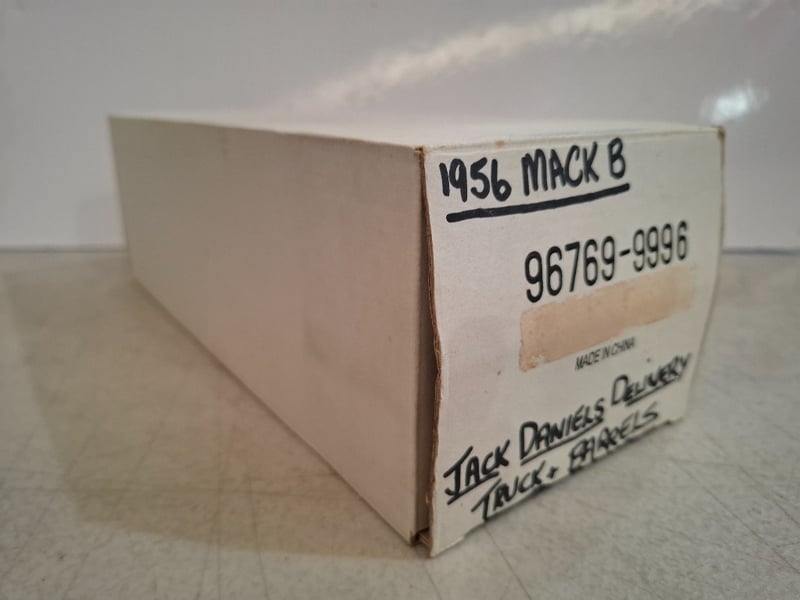 1956 MACK B
96769-9996
MADE IN CHINA
JACK DANIELS DELIVERY
TRUCK + BARRELS